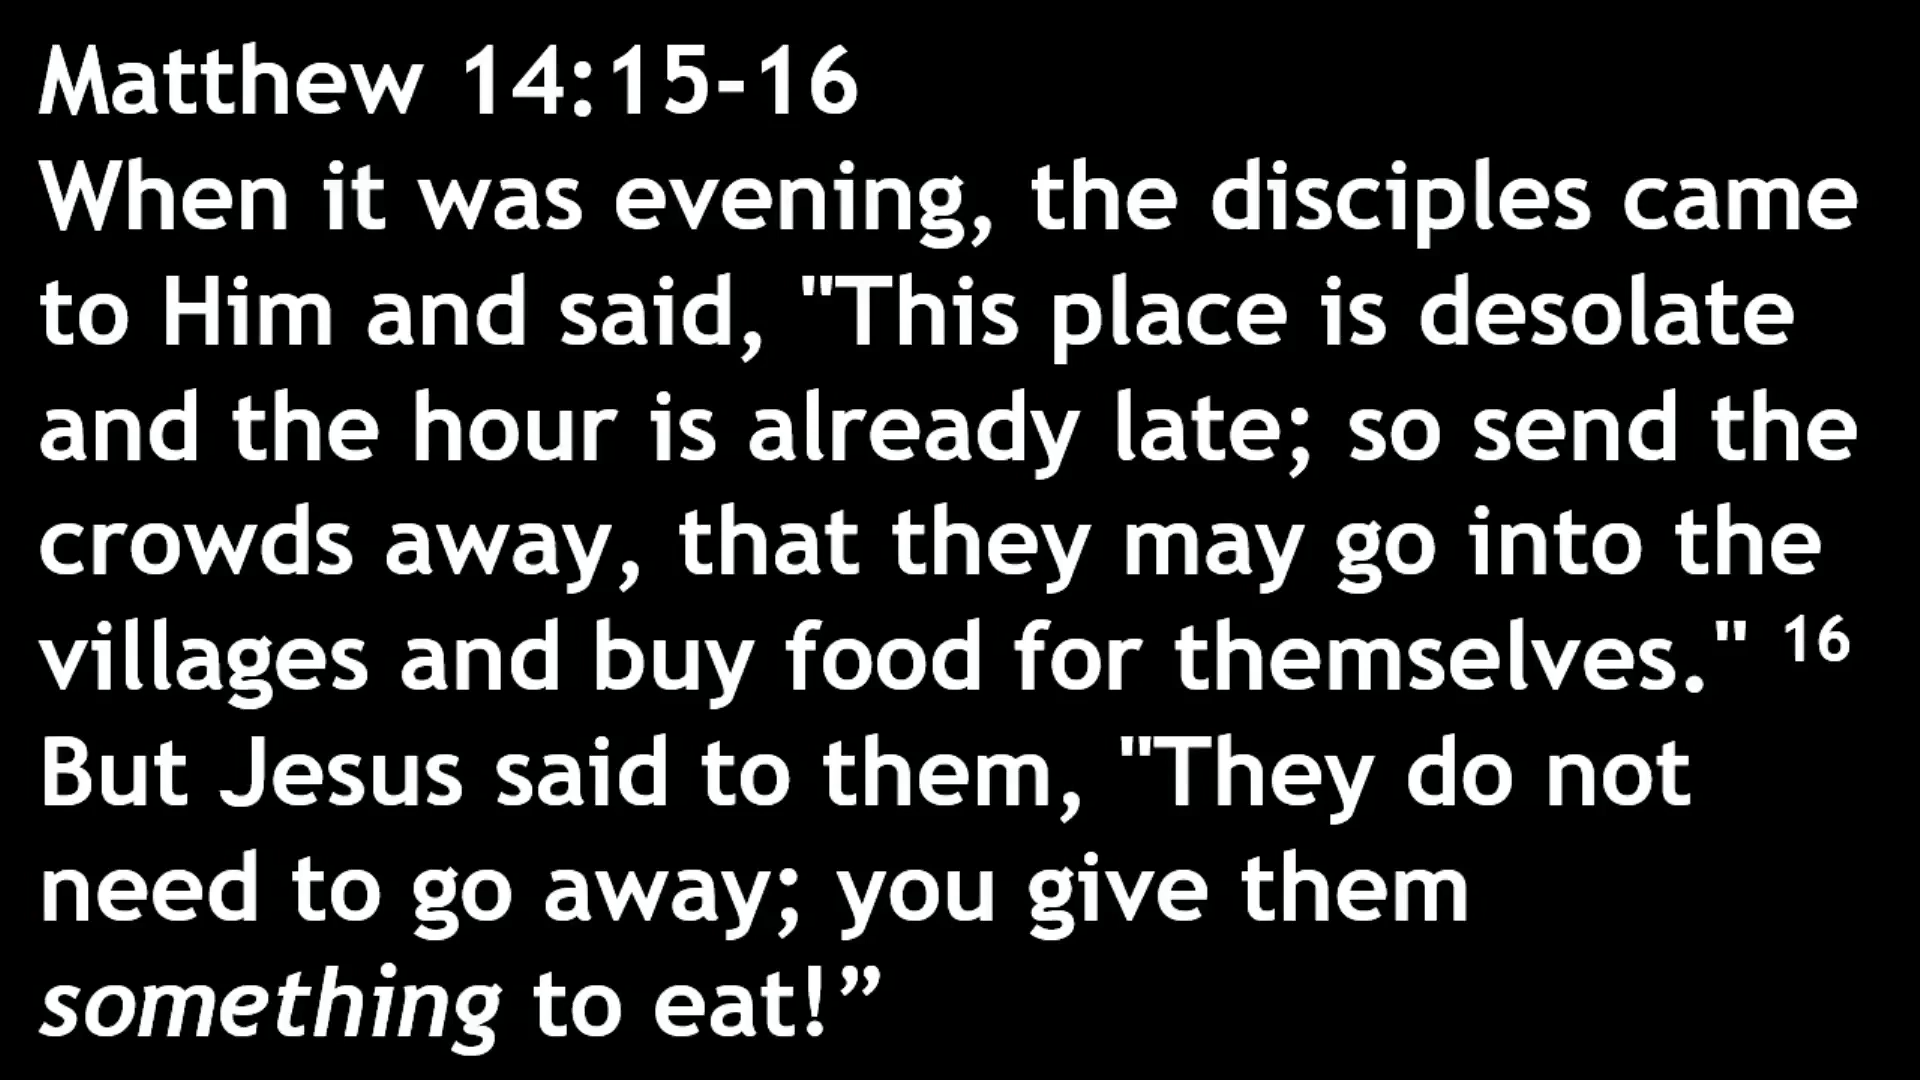 Matthew 14:15-16
When it was evening, the disciples came
to Him and said, "This place is desolate
and the hour is already late; so send the
crowds away, that they may go into the
villages and buy food for themselves." 16
But Jesus said to them, "They do not
need to go away; you give them
something to eat!”